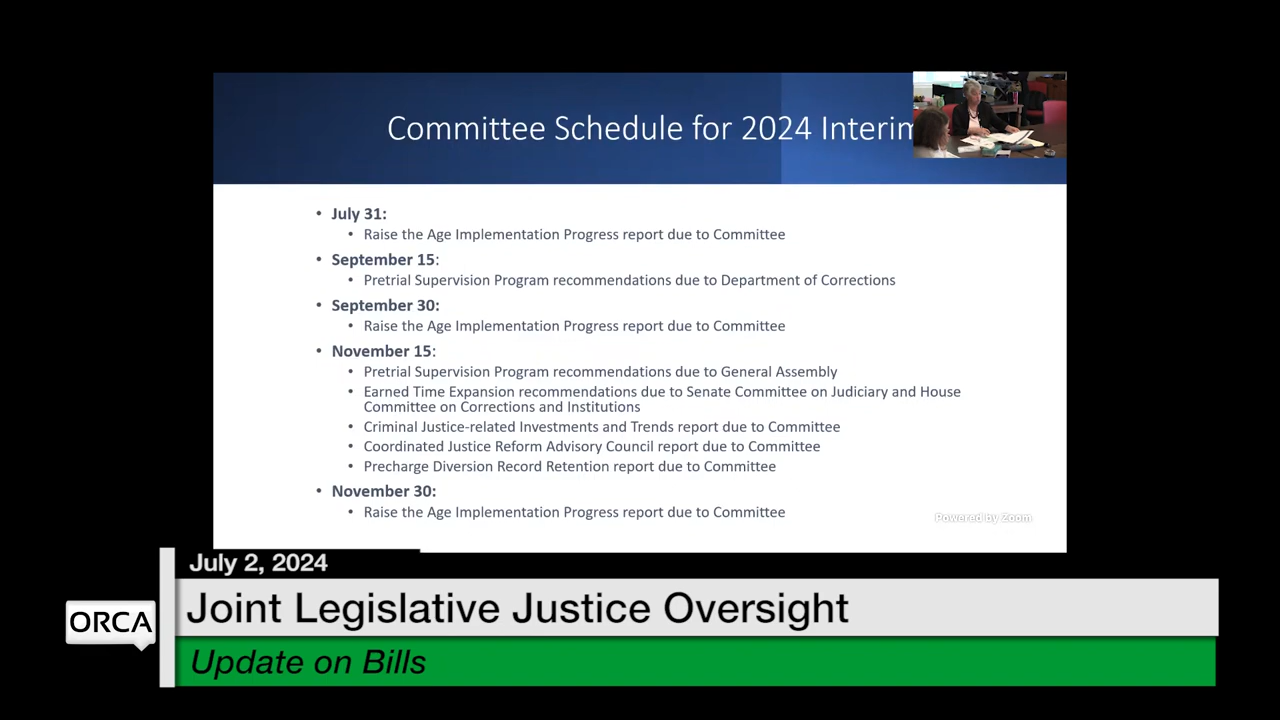 Committee Schedule for 2024 Interim
• July 31:
• Raise the Age Implementation Progress report due to Committee
• September 15:
• Pretrial Supervision Program recommendations due to Department of Corrections
• September 30:
• Raise the Age Implementation Progress report due to Committee
• November 15:
• Pretrial Supervision Program recommendations due to General Assembly
• Earned Time Expansion recommendations due to Senate Committee on Judiciary and House
Committee on Corrections and Institutions
• Criminal Justice-related Investments and Trends report due to Committee
• Coordinated Justice Reform Advisory Council report due to Committee
• Precharge Diversion Record Retention report due to Committee
• November 30:
• Raise the Age Implementation Progress report due to Committee
Powered by Zoom
July 2, 2024
ORCA
Joint Legislative Justice Oversight
Update on Bills